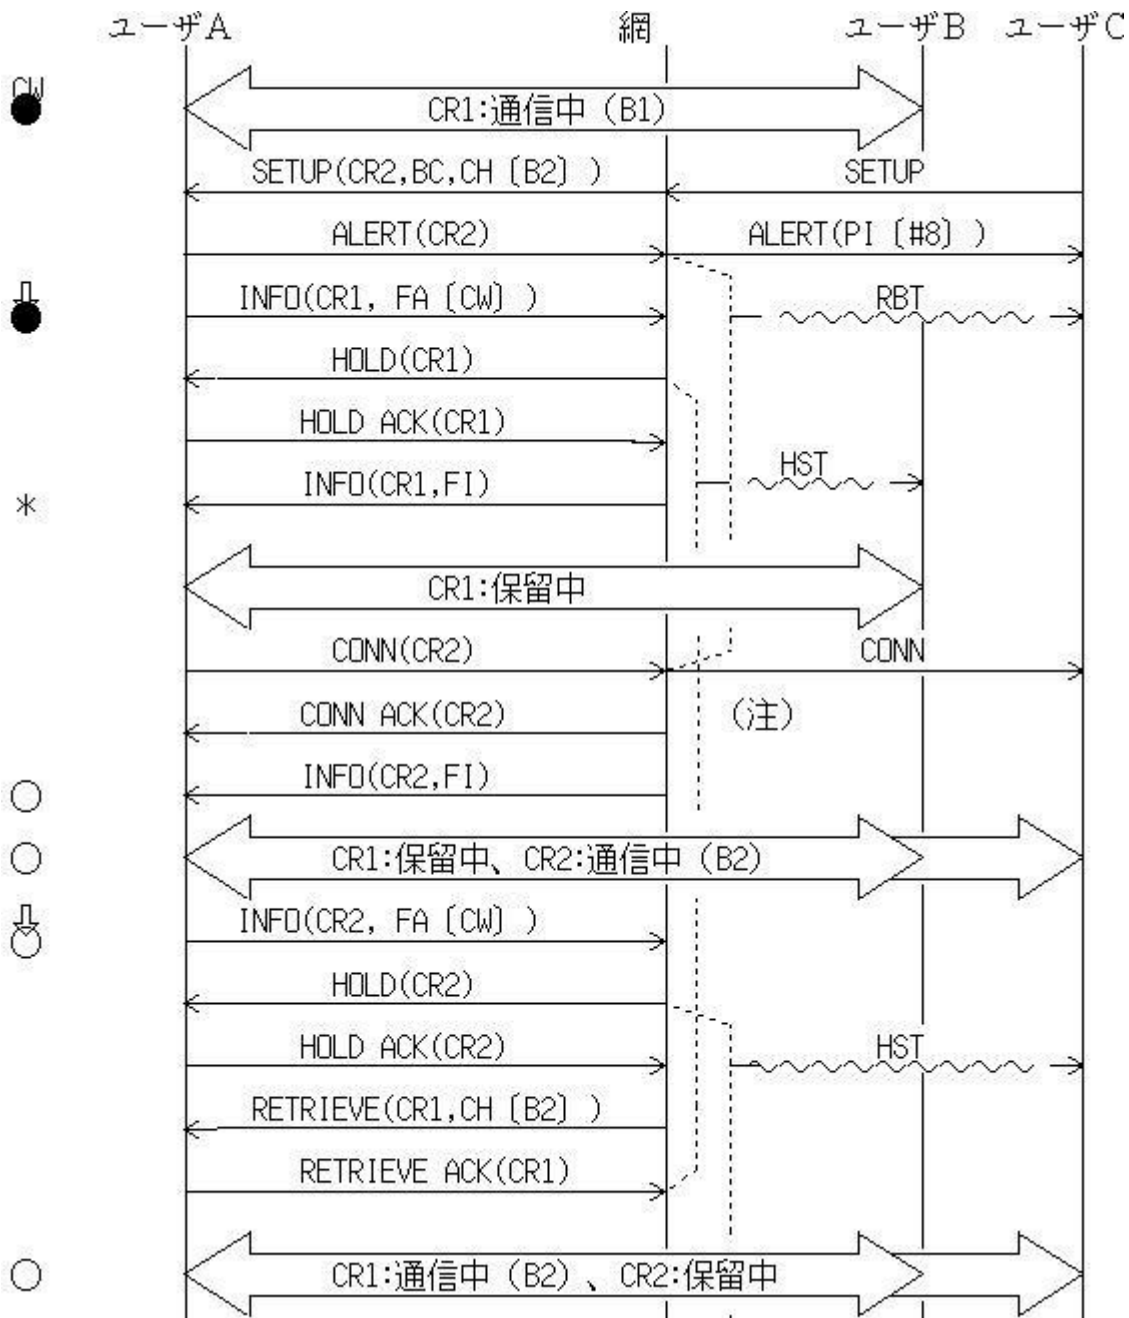 ユーザA 網 ユーザB ユーザC
CW
CR1:通信中 (B1)
SETUP(CR2,BC,CH〔B2〕) SETUP
ALERT(CR2) ALERT(PI〔#8〕)
INFO(CR1, FA〔CW〕) RBT
HOLD(CR1)
HOLD ACK(CR1)
HST
INFO(CR1,FI)
*
CR1:保留中
CONN(CR2) CONN
CONN ACK(CR2) (注)
INFO(CR2,FI)
CR1:保留中、CR2:通信中 (B2)
INFO(CR2, FA〔CW〕)
HOLD(CR2)
HOLD ACK(CR2) HST
RETRIEVE(CR1,CH〔B2〕)
RETRIEVE ACK(CR1)
CR1:通信中 (B2)、CR2:保留中